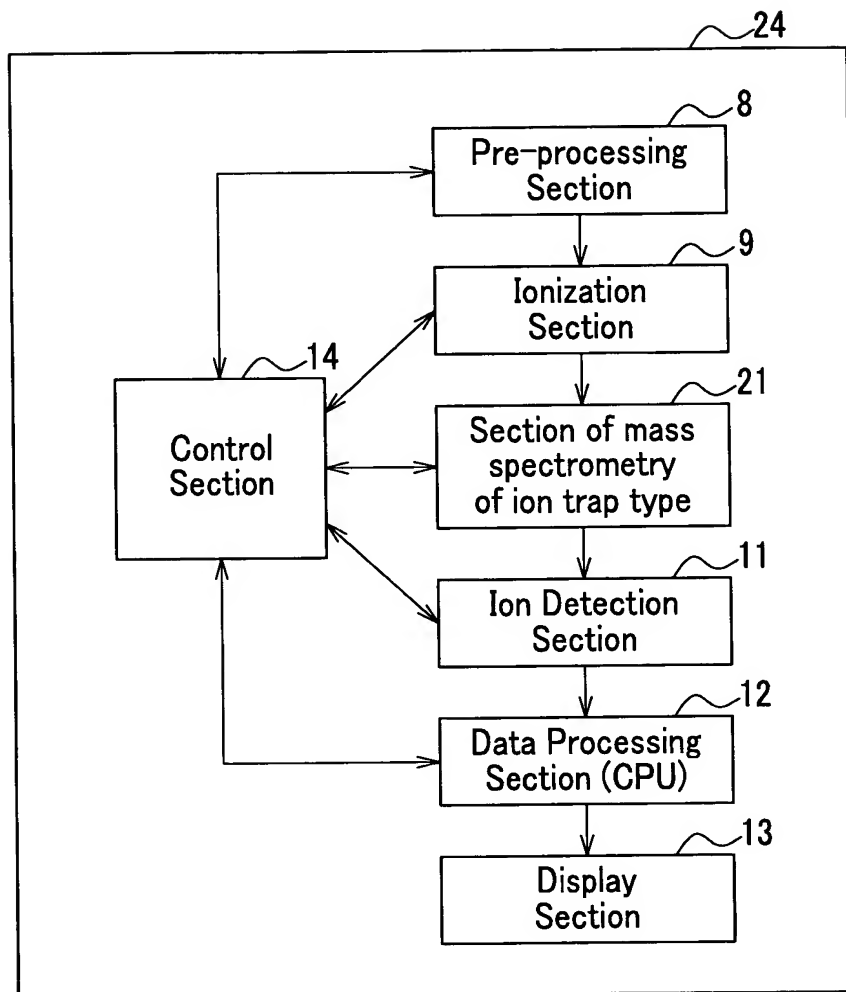 24
8
Pre-processing
Section
9
Ionization
Section
14
Control
Section
21
Section of mass
spectrometry
of ion trap type
11
Ion Detection
Section
12
Data Processing
Section (CPU)
13
Display
Section